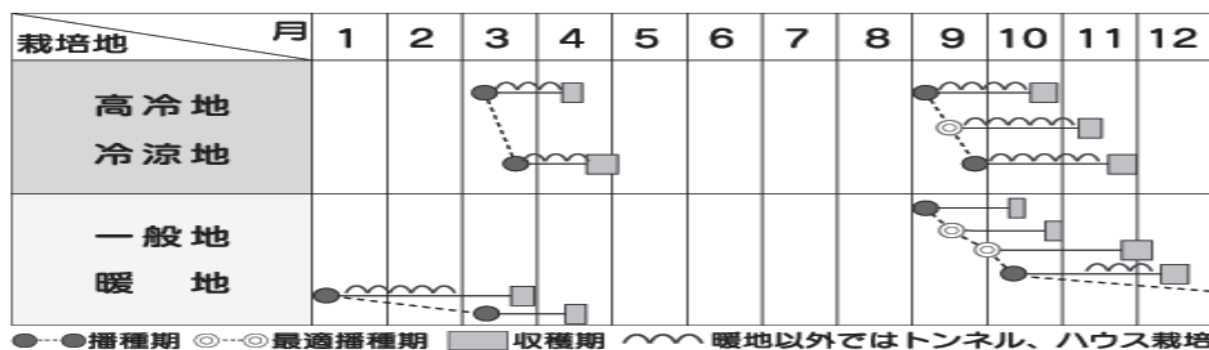 月
栽培地 1 2 3 4 5 6 7 8 9 10 11 12
高冷地
冷涼地
一般地
暖 地
播種期 最適播種期 収穫期 暖地以外ではトンネル、ハウス栽培